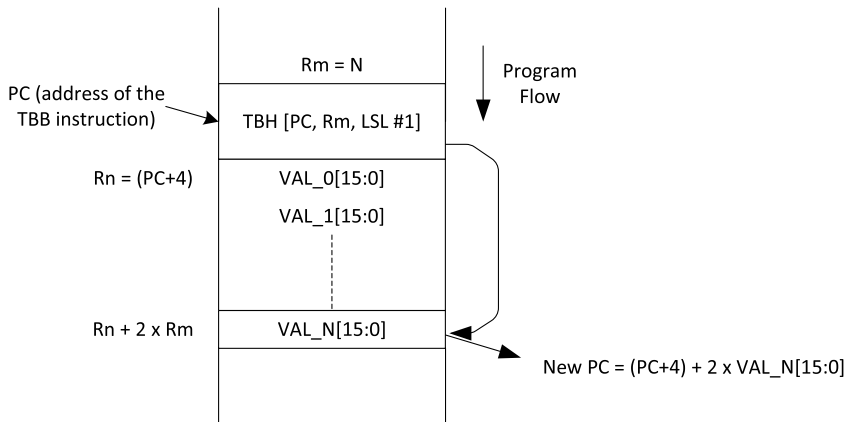 Rm = N
Program
Flow
PC (address of the
TBB instruction)
TBH [PC, Rm, LSL #1]
Rn = (PC+4)
VAL_0[15:0]
VAL_1[15:0]
Rn + 2 x Rm
VAL_N[15:0]
New PC = (PC+4) + 2 x VAL_N[15:0]